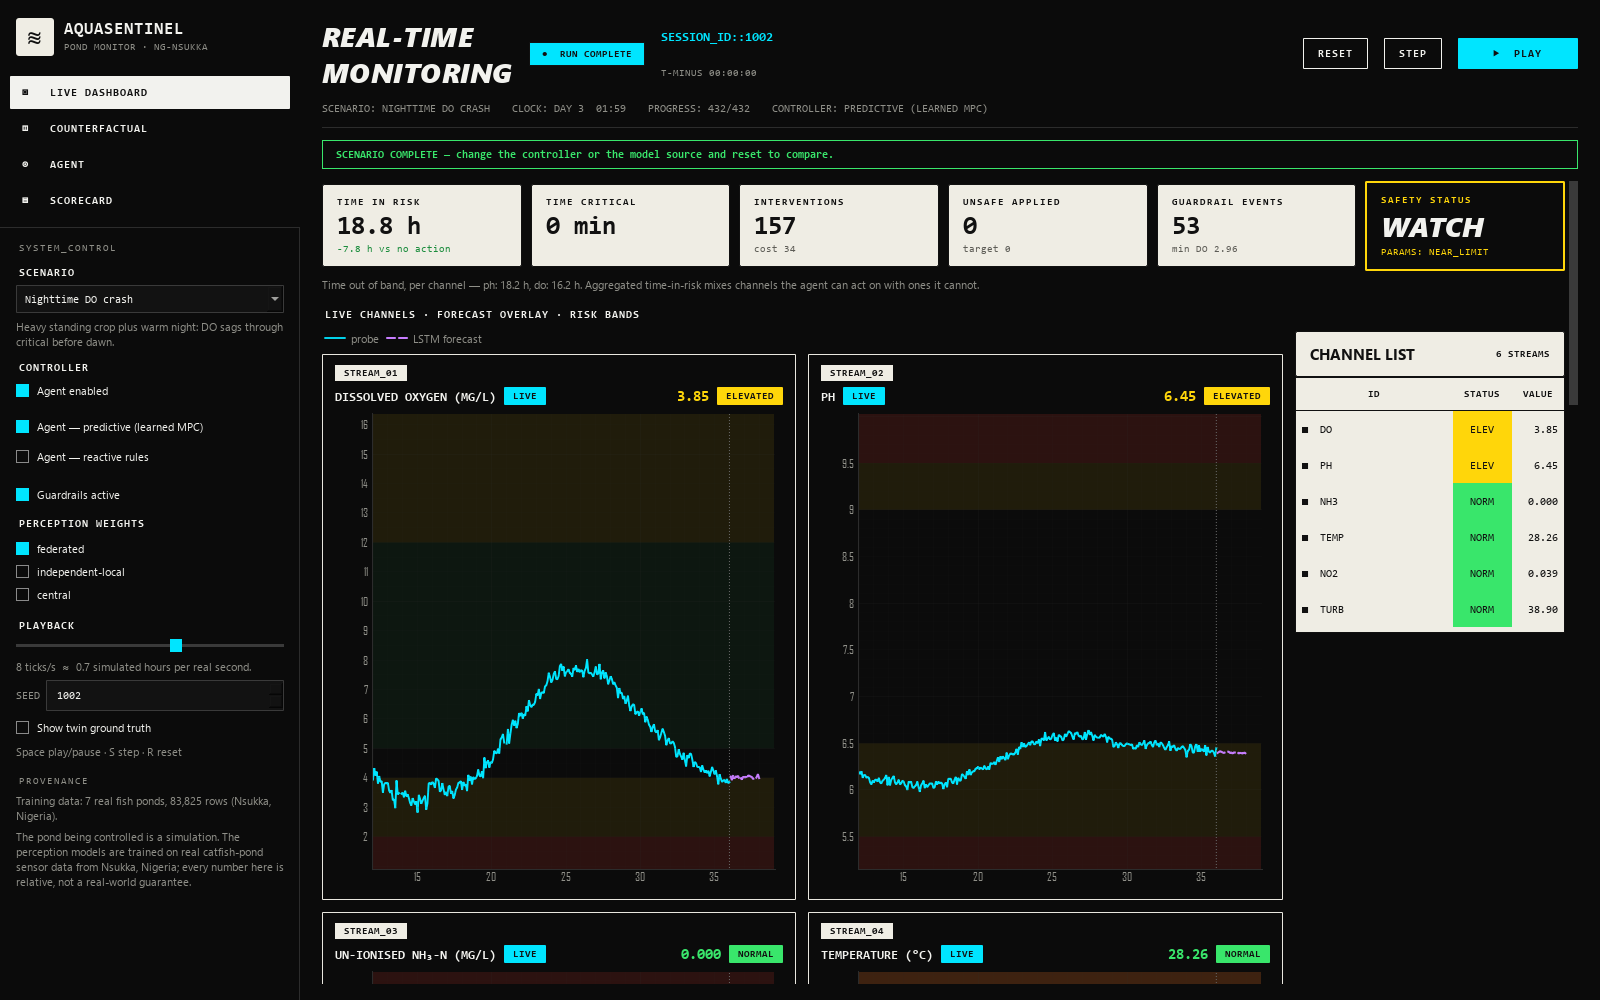 AQUASENTINEL
POND MONITOR · NG-NSUKKA
LIVE DASHBOARD
COUNTERFACTUAL
AGENT
SCORECARD
SYSTEM_CONTROL
SCENARIO
Nighttime DO crash
Heavy standing crop plus warm night: DO sags through
critical before dawn.
CONTROLLER
Agent enabled
Agent — predictive (learned MPC)
Agent — reactive rules
Guardrails active
PERCEPTION WEIGHTS
federated
independent-local
central
PLAYBACK
8 ticks/s ≈ 0.7 simulated hours per real second.
SEED 1002
Show twin ground truth
Space play/pause · S step · R reset
PROVENANCE
Training data: 7 real fish ponds, 83,825 rows (Nsukka,
Nigeria).
The pond being controlled is a simulation. The
perception models are trained on real catfish-pond
sensor data from Nsukka, Nigeria; every number here is
relative, not a real-world guarantee.
REAL-TIME
MONITORING
● RUN COMPLETE
SESSION_ID::1002
T-MINUS 00:00:00
RESET
STEP
▶ PLAY
SCENARIO: NIGHTTIME DO CRASH CLOCK: DAY 3 01:59 PROGRESS: 432/432 CONTROLLER: PREDICTIVE (LEARNED MPC)
SCENARIO COMPLETE — change the controller or the model source and reset to compare.
TIME IN RISK
18.8 h
-7.8 h vs no action
TIME CRITICAL
0 min
INTERVENTIONS
157
cost 34
UNSAFE APPLIED
0
target 0
GUARDRAIL EVENTS
53
min DO 2.96
SAFETY STATUS
WATCH
PARAMS: NEAR_LIMIT
Time out of band, per channel — ph: 18.2 h, do: 16.2 h. Aggregated time-in-risk mixes channels the agent can act on with ones it cannot.
LIVE CHANNELS · FORECAST OVERLAY · RISK BANDS
probe LSTM forecast
STREAM_01
DISSOLVED OXYGEN (MG/L) LIVE 3.85 ELEVATED
16
15
14
13
12
11
10
9
8
7
6
5
4
3
2
15 20 25 30 35
STREAM_02
PH LIVE 6.45 ELEVATED
9.5
9
8.5
8
7.5
7
6.5
6
5.5
15 20 25 30 35
STREAM_03
UN-IONISED NH₃-N (MG/L) LIVE 0.000 NORMAL
STREAM_04
TEMPERATURE (°C) LIVE 28.26 NORMAL
CHANNEL LIST 6 STREAMS
ID STATUS VALUE
DO ELEV 3.85
PH ELEV 6.45
NH3 NORM 0.000
TEMP NORM 28.26
NO2 NORM 0.039
TURB NORM 38.90